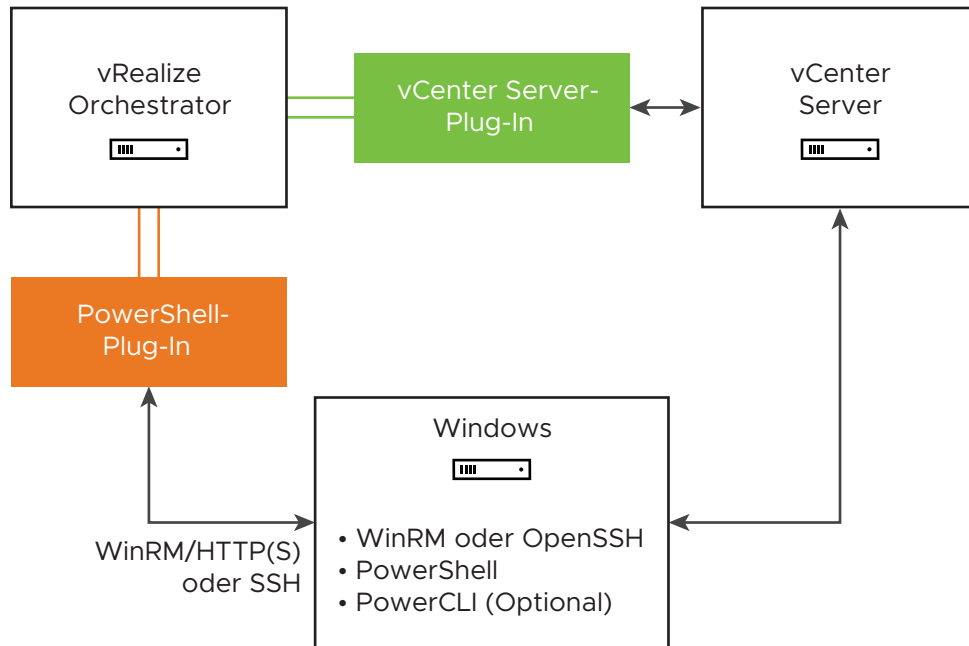 vRealize
Orchestrator
vCenter Server-
Plug-In
vCenter
Server
PowerShell-
Plug-In
WinRM/HTTP(S)
oder SSH
Windows
• WinRM oder OpenSSH
• PowerShell
• PowerCLI (Optional)